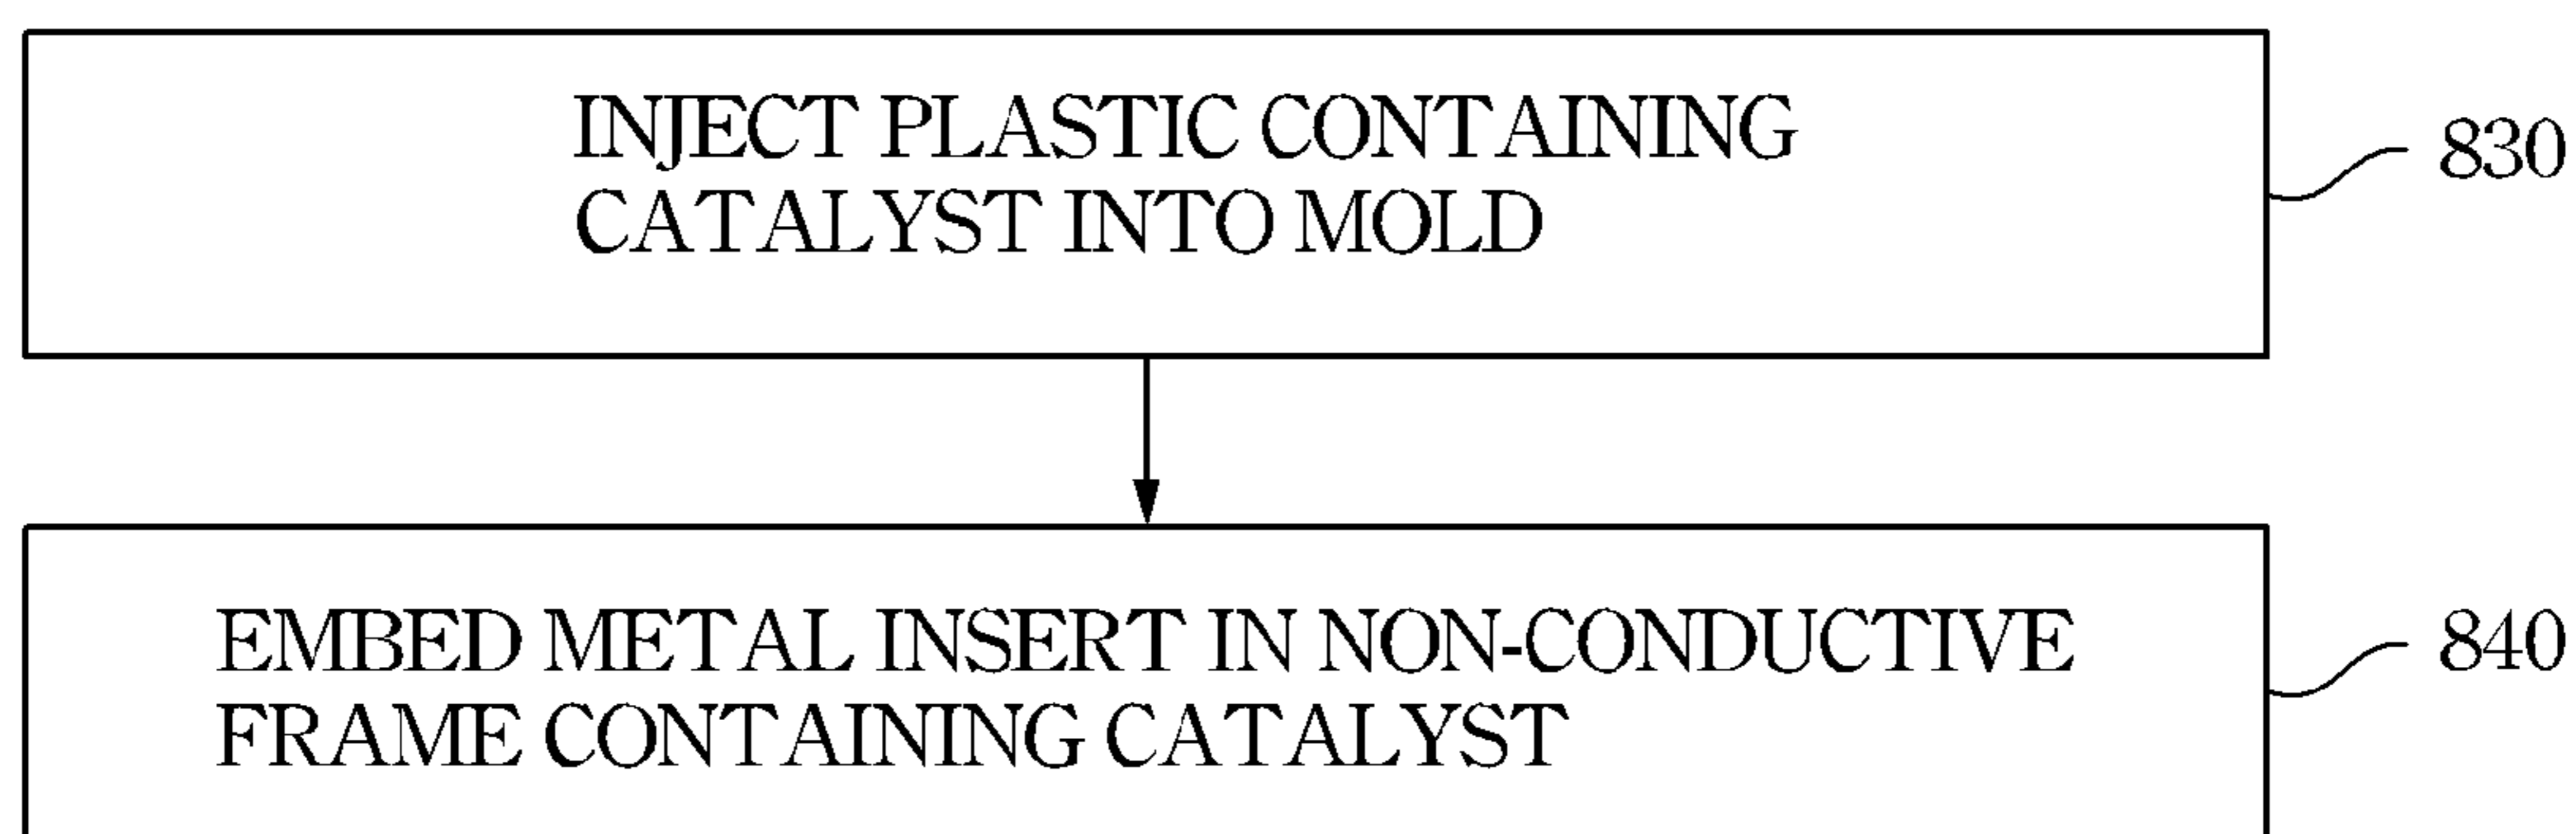 INJECT PLASTIC CONTAINING
CATALYST INTO MOLD
830
EMBED METAL INSERT IN NON-CONDUCTIVE
FRAME CONTAINING CATALYST
840